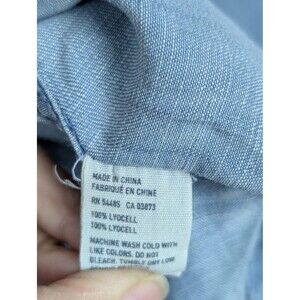 MADE IN CHINA
FABRIQUÉ EN CHINE
RN 54485 CA 03873
100% LYOCELL
100% LYOCELL
MACHINE WASH COLD WITH
LIKE COLORS. DO NOT
BLEACH. TUMBLE DRY LOW